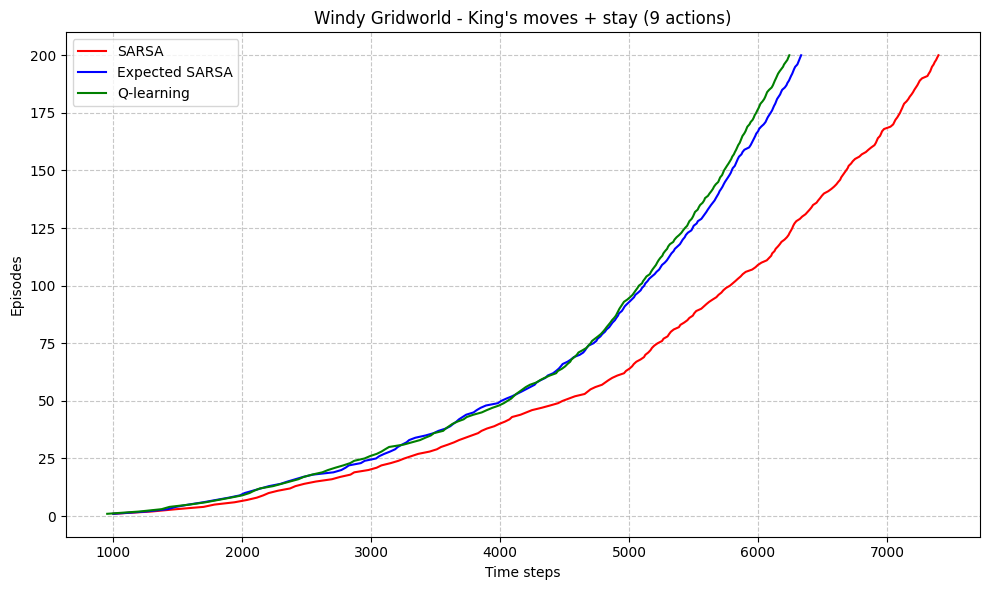 Windy Gridworld - King's moves + stay (9 actions)
SARSA
Expected SARSA
Q-learning
200
175
150
125
100
75
50
25
0
Episodes
1000 2000 3000 4000 5000 6000 7000
Time steps